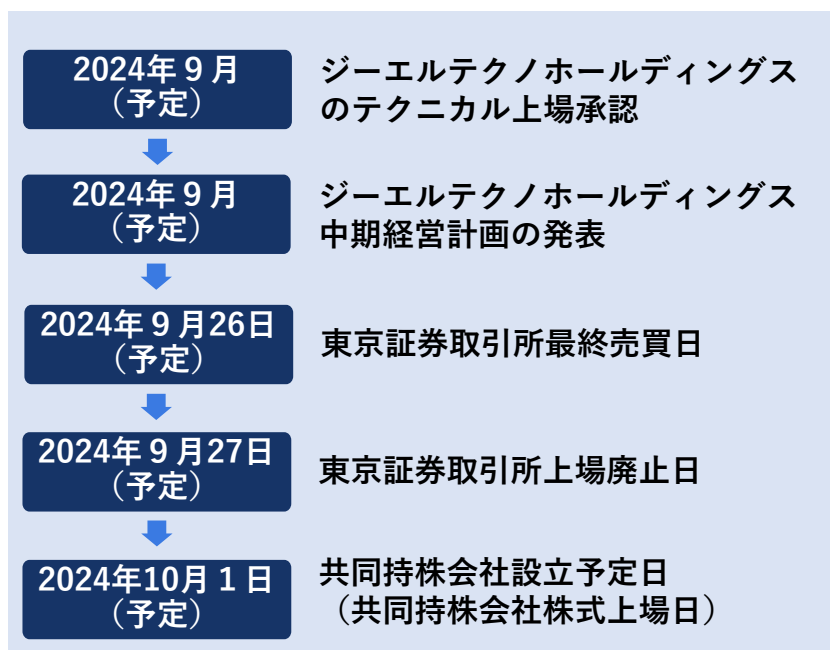 2024年９月
（予定）
ジーエルテクノホールディングス
のテクニカル上場承認
2024年９月
（予定）
ジーエルテクノホールディングス
中期経営計画の発表
2024年９月26日
（予定）
東京証券取引所最終売買日
2024年９月27日
（予定）
東京証券取引所上場廃止日
2024年10月１日
（予定）
共同持株会社設立予定日
（共同持株会社株式上場日）